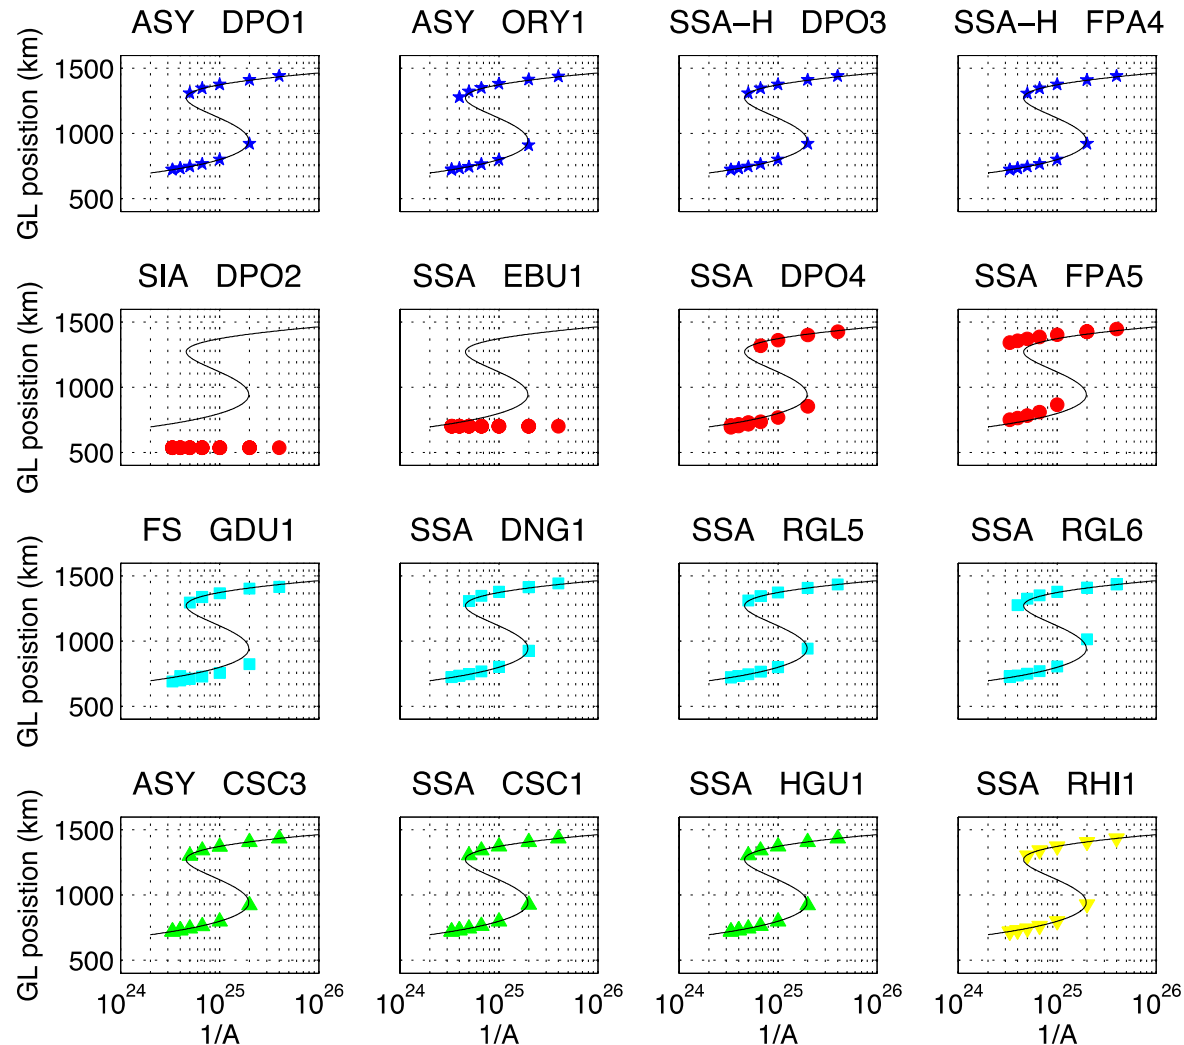 ASY DPO1 ASY ORY1 SSA−H DPO3 SSA−H FPA4
GL posistion (km)
1500
1000
500
SIA DPO2 SSA EBU1 SSA DPO4 SSA FPA5
GL posistion (km)
1500
1000
500
FS GDU1 SSA DNG1 SSA RGL5 SSA RGL6
GL posistion (km)
1500
1000
500
ASY CSC3 SSA CSC1 SSA HGU1 SSA RHI1
GL posistion (km)
1500
1000
500
10^24 10^25 10^26 10^24 10^25 10^26 10^24 10^25 10^26 10^24 10^25 10^26
1/A 1/A 1/A 1/A